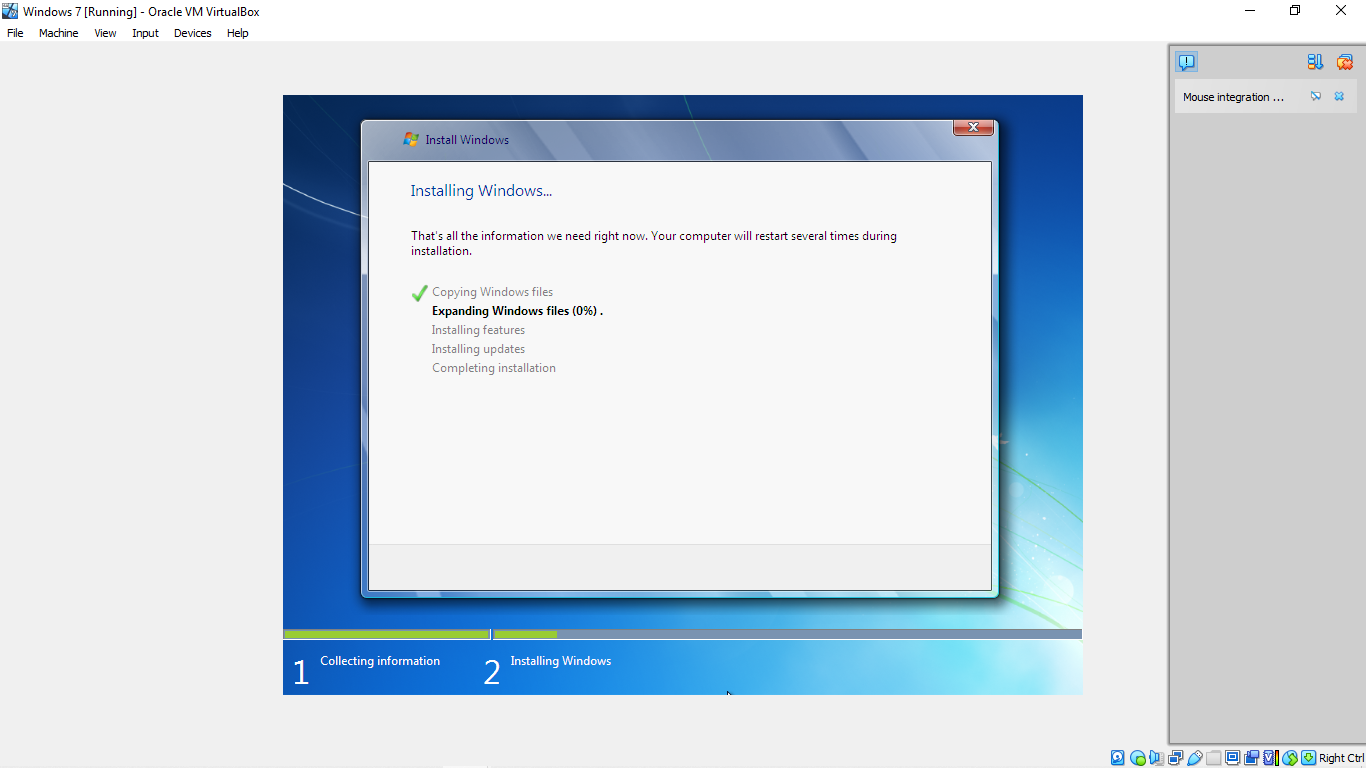 Windows 7 [Running] - Oracle VM VirtualBox
File Machine View Input Devices Help
Mouse integration ...
Install Windows
Installing Windows...
That's all the information we need right now. Your computer will restart several times during
installation.
Copying Windows files
Expanding Windows files (0%) .
Installing features
Installing updates
Completing installation
1 Collecting information 2 Installing Windows
Right Ctrl